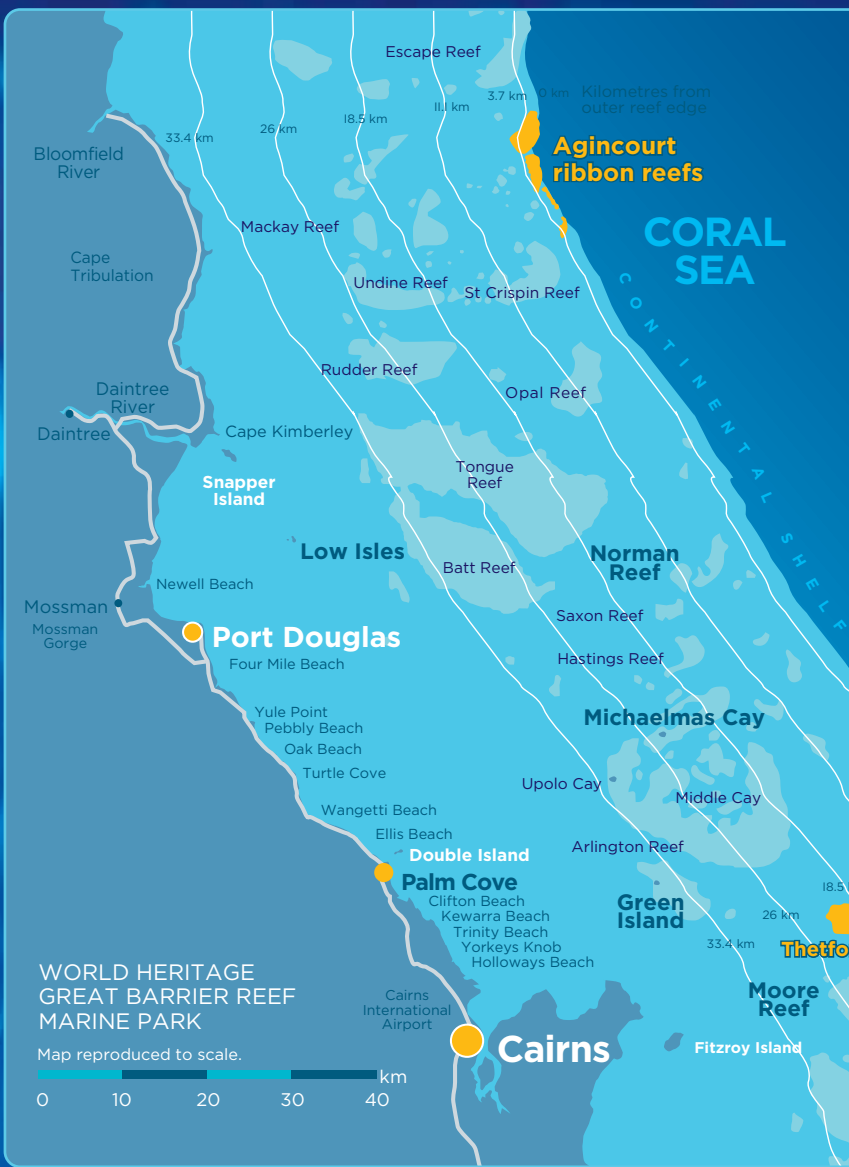 Escape Reef
0 km
Kilometres from
outer reef edge
3.7 km
11.1 km
18.5 km
26 km
33.4 km
Agincourt
ribbon reefs
Bloomfield
River
CORAL
SEA
Mackay Reef
Cape
Tribulation
Undine Reef
St Crispin Reef
CONTINENTAL SHELF
Rudder Reef
Opal Reef
Daintree
River
Daintree
Cape Kimberley
Tongue
Reef
Snapper
Island
Low Isles
Norman
Reef
Batt Reef
Newell Beach
Mossman
Mossman
Gorge
Saxon Reef
Port Douglas
Four Mile Beach
Hastings Reef
Yule Point
Pebbly Beach
Michaelmas Cay
Oak Beach
Turtle Cove
Upolo Cay
Middle Cay
Wangetti Beach
Ellis Beach
Arlington Reef
Double Island
Palm Cove
Clifton Beach
Kewarra Beach
Trinity Beach
Yorkeys Knob
Holloways Beach
Green
Island
18.5
26 km
33.4 km
Thetfo
Moore
Reef
WORLD HERITAGE
GREAT BARRIER REEF
MARINE PARK
Cairns
International
Airport
Cairns
Fitzroy Island
Map reproduced to scale.
km
0 10 20 30 40